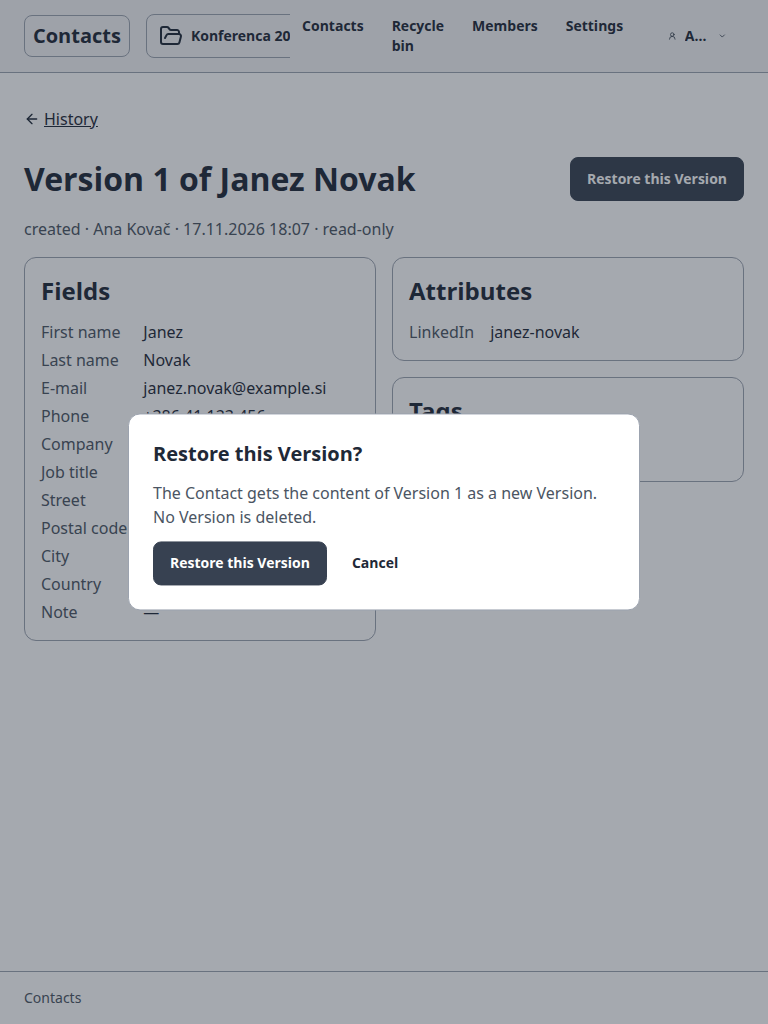 Contacts
Konferenca 20
Contacts
Recycle bin
Members
Settings
A...
History
Version 1 of Janez Novak
Restore this Version
created · Ana Kovač · 17.11.2026 18:07 · read-only
Fields
First name Janez
Last name Novak
E-mail janez.novak@example.si
Phone
Company
Job title
Street
Postal code
City
Country
Note —
Attributes
LinkedIn janez-novak
Tags
Restore this Version?
The Contact gets the content of Version 1 as a new Version.
No Version is deleted.
Restore this Version
Cancel
Contacts